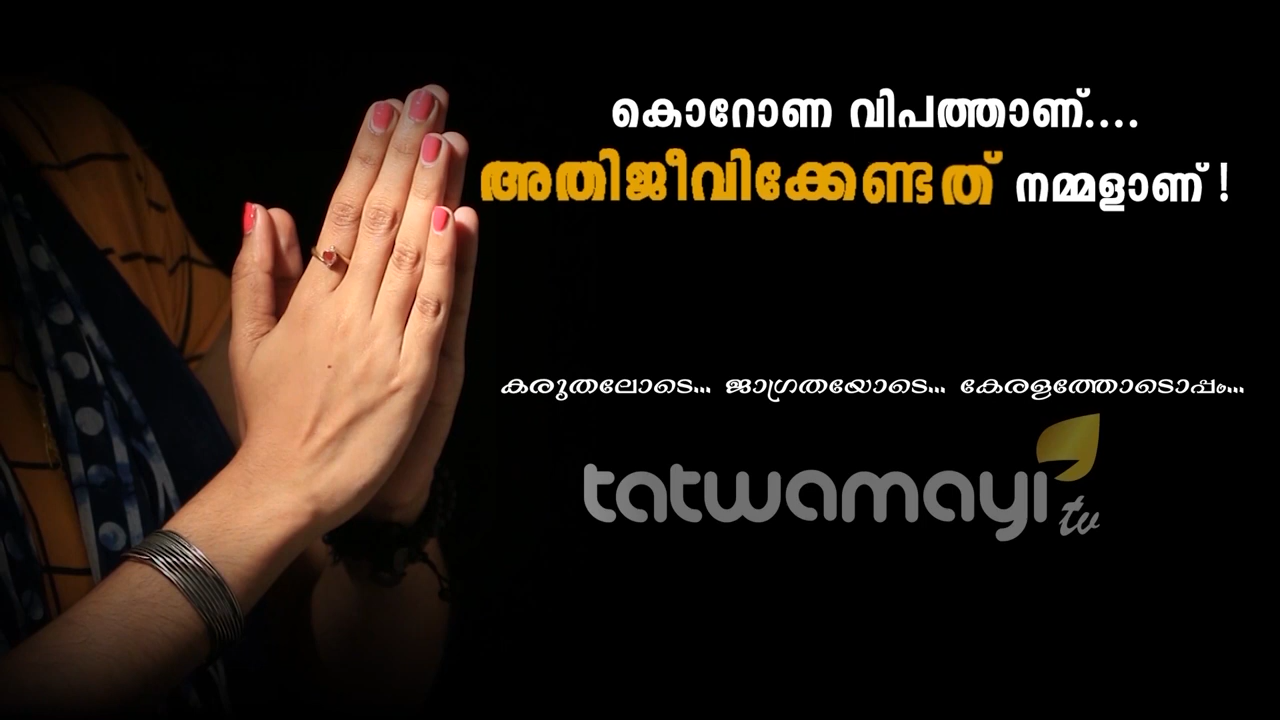 കൊറോണ വിപത്താണ്....
അതിജീവിക്കേണ്ടത് നമ്മളാണ് !
കരുതലോടെ... ജാഗ്രതയോടെ... കേരളത്തോടൊപ്പം...
tatwamayi
tv